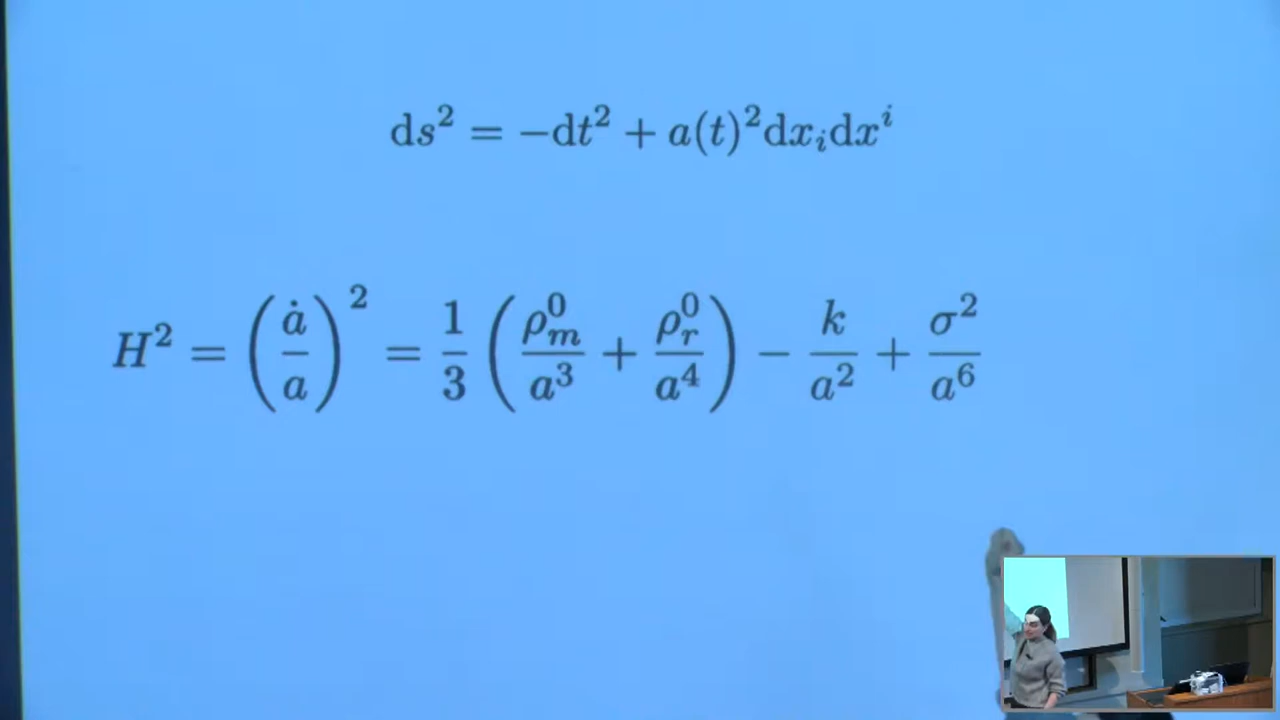 ds² = −dt² + a(t)²dxᵢdxⁱ
H² = (ȧ/a)² = 1/3 (ρ⁰ₘ/a³ + ρ⁰ᵣ/a⁴) − k/a² + σ²/a⁶